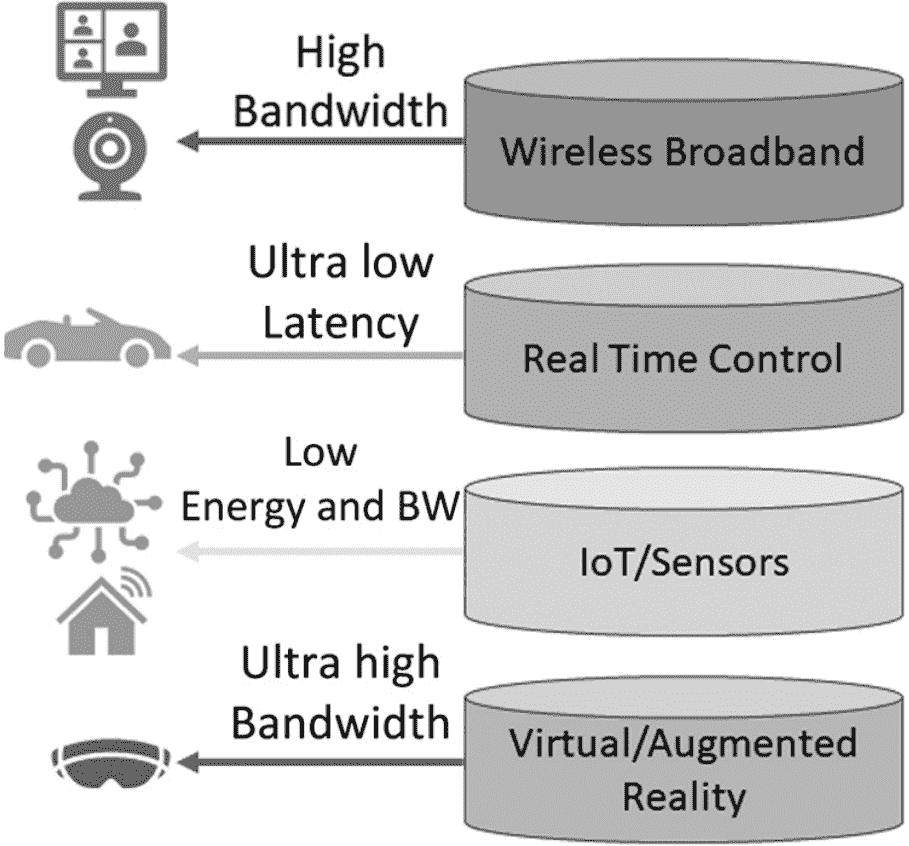 High
Bandwidth
Wireless Broadband
Ultra low
Latency
Real Time Control
Low
Energy and BW
IoT/Sensors
Ultra high
Bandwidth
Virtual/Augmented
Reality